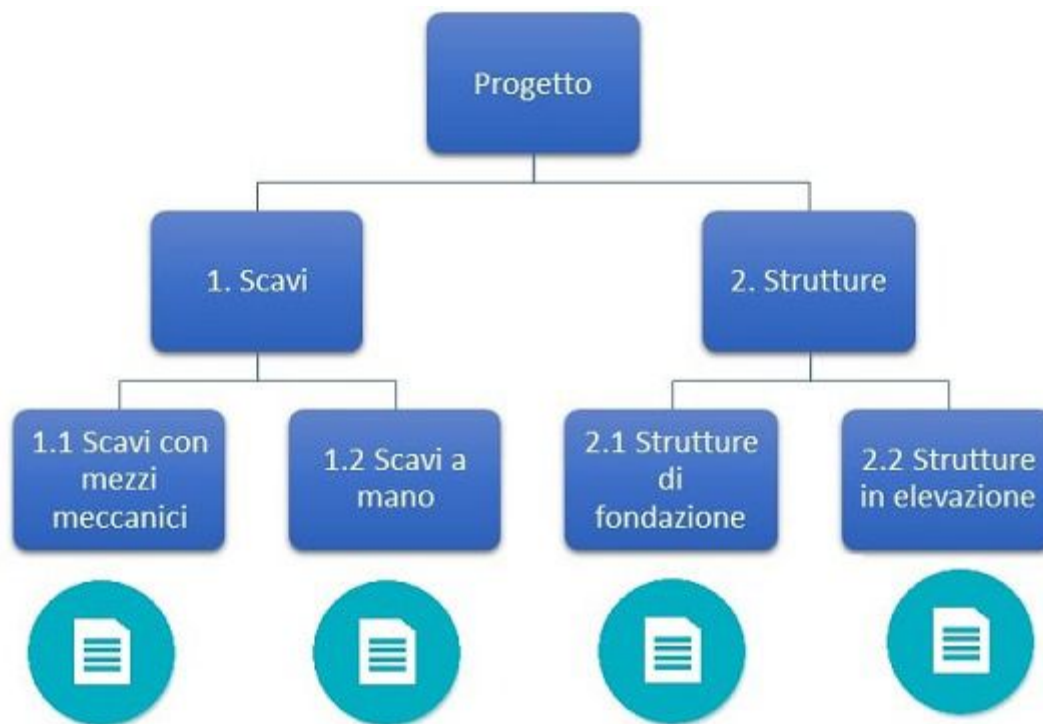 Progetto
1. Scavi
2. Strutture
1.1 Scavi con
mezzi
meccanici
1.2 Scavi a
mano
2.1 Strutture
di
fondazione
2.2 Strutture
in elevazione